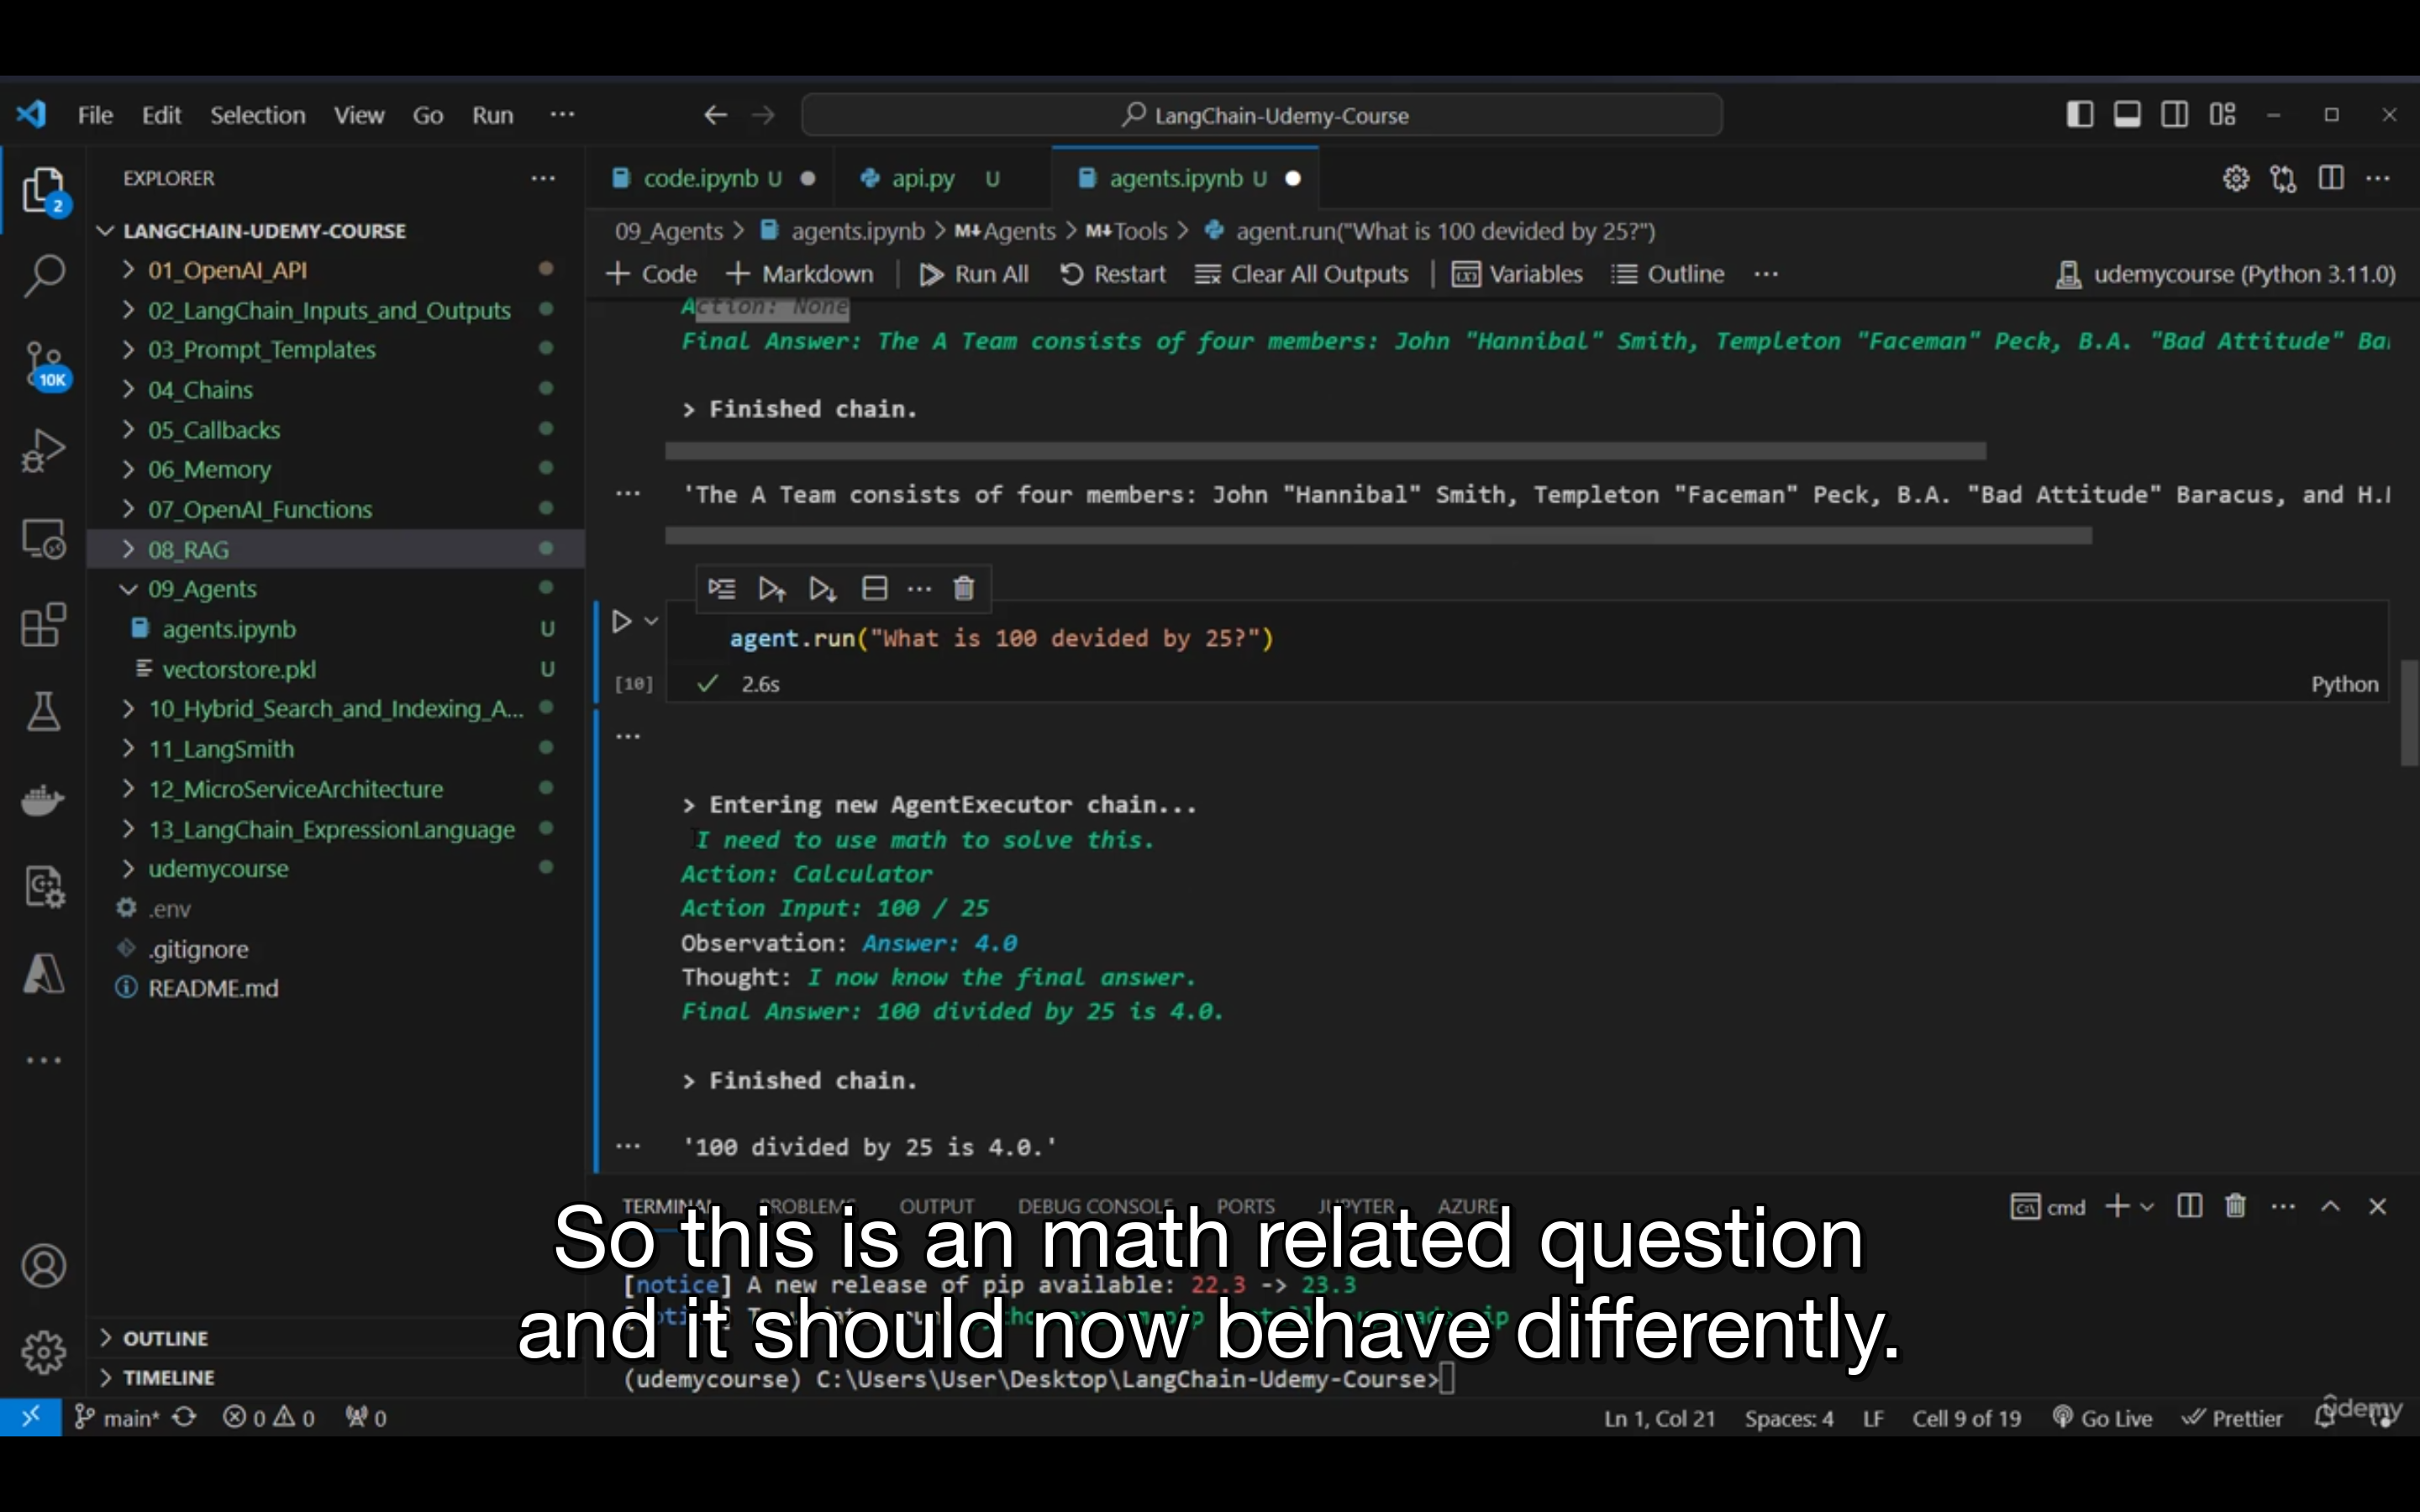 File Edit Selection View Go Run ...
LangChain-Udemy-Course
EXPLORER
code.ipynb U
api.py U
agents.ipynb U
2
LANGCHAIN-UDEMY-COURSE
09_Agents > agents.ipynb > M↓Agents > M↓Tools > agent.run("What is 100 devided by 25?")
01_OpenAI_API
+ Code + Markdown Run All Restart Clear All Outputs Variables Outline ...
udemycourse (Python 3.11.0)
02_LangChain_Inputs_and_Outputs
03_Prompt_Templates
10K
04_Chains
05_Callbacks
06_Memory
07_OpenAI_Functions
08_RAG
09_Agents
agents.ipynb U
vectorstore.pkl U
10_Hybrid_Search_and_Indexing_A...
11_LangSmith
12_MicroServiceArchitecture
13_LangChain_ExpressionLanguage
udemycourse
.env
.gitignore
README.md
OUTLINE
TIMELINE
Action: None
Final Answer: The A Team consists of four members: John "Hannibal" Smith, Templeton "Faceman" Peck, B.A. "Bad Attitude"
> Finished chain.
'The A Team consists of four members: John "Hannibal" Smith, Templeton "Faceman" Peck, B.A. "Bad Attitude" Baracus, and
agent.run("What is 100 devided by 25?")
[10] 2.6s
Python
> Entering new AgentExecutor chain...
I need to use math to solve this.
Action: Calculator
Action Input: 100 / 25
Observation: Answer: 4.0
Thought: I now know the final answer.
Final Answer: 100 divided by 25 is 4.0.
> Finished chain.
'100 divided by 25 is 4.0.'
TERMINAL PROBLEMS OUTPUT DEBUG CONSOLE PORTS JUPYTER AZURE
cmd
So this is an math related question
[notice] A new release of pip available: 22.3 -> 23.3
and it should now behave differently.
(udemycourse) C:\Users\User\Desktop\LangChain-Udemy-Course>
main* 0 0 0
Ln 1, Col 21 Spaces: 4 LF Cell 9 of 19 Go Live Prettier
udemy